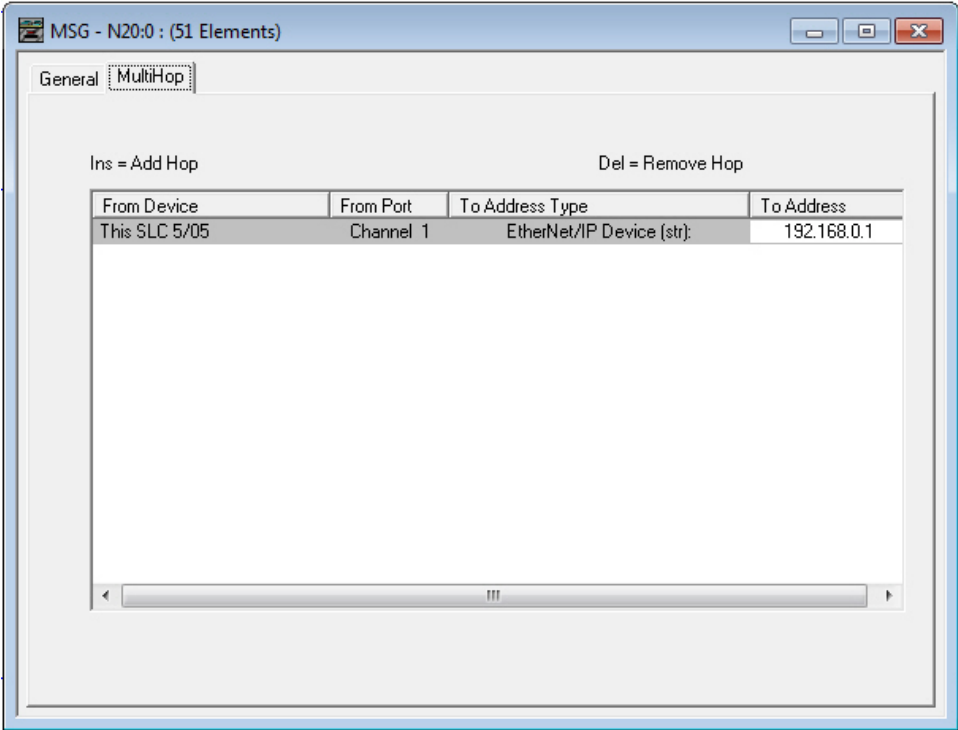 MSG - N20:0 : (51 Elements)
General MultiHop
Ins = Add Hop Del = Remove Hop
From Device From Port To Address Type To Address
This SLC 5/05 Channel 1 EtherNet/IP Device (str): 192.168.0.1